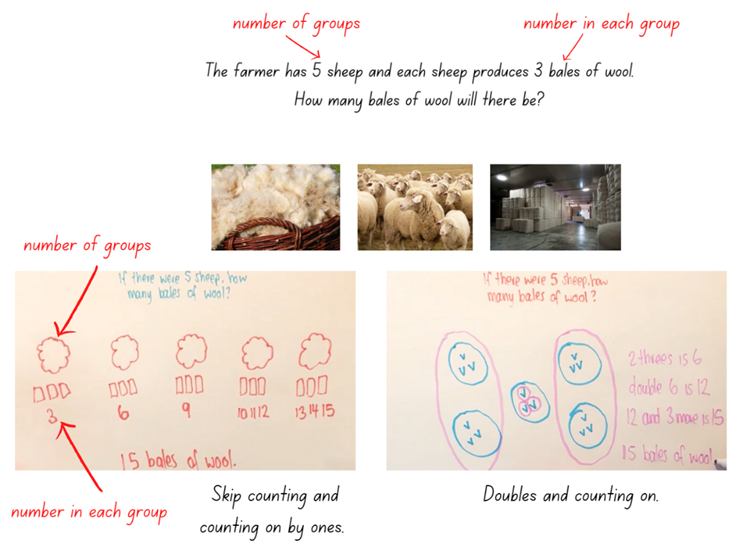 number of groups
number in each group
The farmer has 5 sheep and each sheep produces 3 bales of wool.
How many bales of wool will there be?
number of groups
If there were 5 sheep, how
many bales of wool?
3 6 9 10 11 12 13 14 15
15 bales of wool.
number in each group
Skip counting and
counting on by ones.
If there were 5 sheep, how
many bales of wool?
2 threes is 6
double 6 is 12
12 and 3 more is 15
15 bales of wool.
Doubles and counting on.